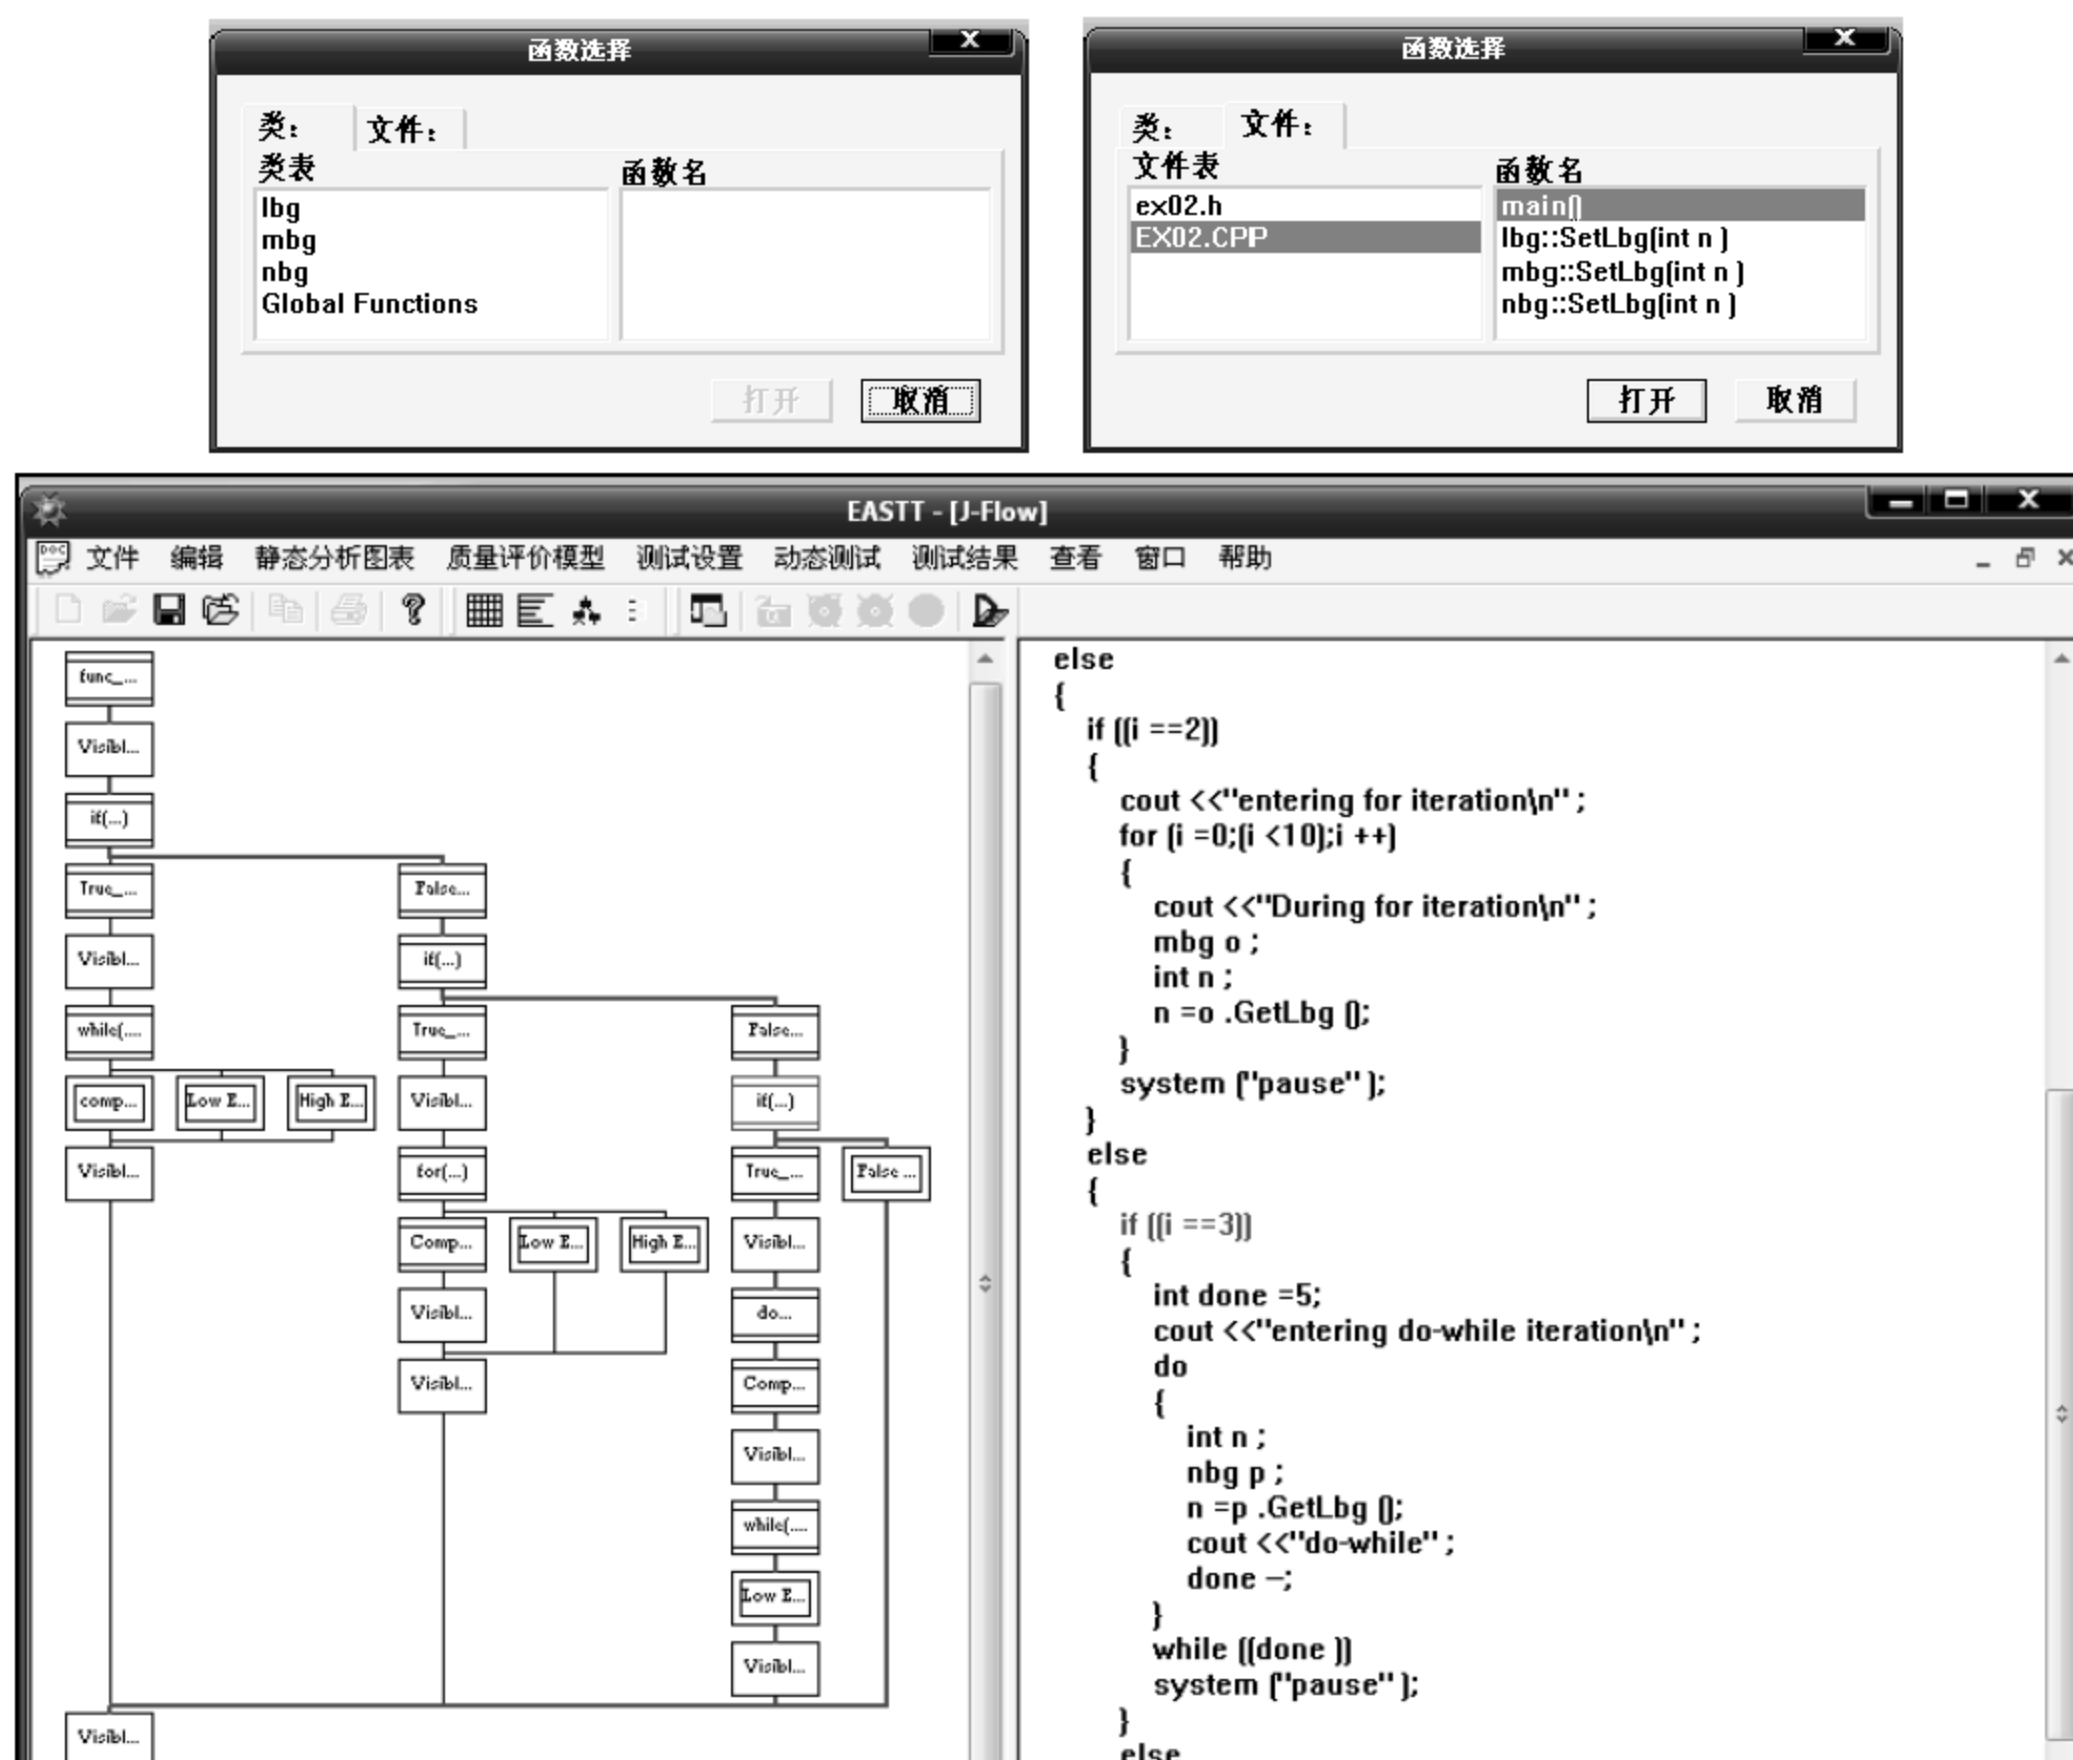 函数选择
X
类:
文件:
类表
函数名
lbg
mbg
nbg
Global Functions
打开
取消
函数选择
X
类:
文件:
文件表
函数名
ex02.h
EX02.CPP
main()
lbg::SetLbg(int n )
mbg::SetLbg(int n )
nbg::SetLbg(int n )
打开
取消
EASTT - [J-Flow]
文件 编辑 静态分析图表 质量评价模型 测试设置 动态测试 测试结果 查看 窗口 帮助
func_...
Visibl...
if(...)
True_... False...
Visibl... if(...)
while(.... True_... False...
comp... Low E... High E... Visibl... if(...)
Visibl... for(...) True_... False ...
Comp... Low E... High E... Visibl...
Visibl... do...
Visibl... Comp...
Visibl...
while(....
Low E...
Visibl...
Visibl...
else
{
if ((i ==2))
{
cout <<"entering for iteration\n" ;
for (i =0;(i <10);i ++)
{
cout <<"During for iteration\n" ;
mbg o ;
int n ;
n =o .GetLbg ();
}
system ("pause" );
}
else
{
if ((i ==3))
{
int done =5;
cout <<"entering do-while iteration\n" ;
do
{
int n ;
nbg p ;
n =p .GetLbg ();
cout <<"do-while" ;
done --;
}
while ((done ))
system ("pause" );
}
else